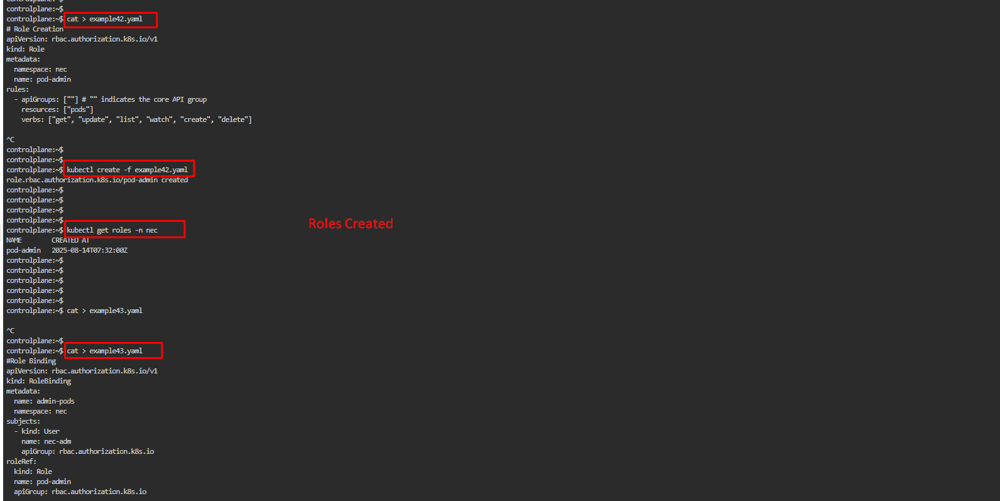 controlplane:~$
controlplane:~$
controlplane:~$ cat > example42.yaml
# Role Creation
apiVersion: rbac.authorization.k8s.io/v1
kind: Role
metadata:
  namespace: nec
  name: pod-admin
rules:
  - apiGroups: [""] # "" indicates the core API group
    resources: ["pods"]
    verbs: ["get", "update", "list", "watch", "create", "delete"]
^C
controlplane:~$
controlplane:~$
controlplane:~$ kubectl create -f example42.yaml
role.rbac.authorization.k8s.io/pod-admin created
controlplane:~$
controlplane:~$
controlplane:~$
controlplane:~$
Roles Created
controlplane:~$ kubectl get roles -n nec
NAME        CREATED AT
pod-admin   2025-08-14T07:32:00Z
controlplane:~$
controlplane:~$
controlplane:~$
controlplane:~$
controlplane:~$
controlplane:~$ cat > example43.yaml
^C
controlplane:~$
controlplane:~$ cat > example43.yaml
#Role Binding
apiVersion: rbac.authorization.k8s.io/v1
kind: RoleBinding
metadata:
  name: admin-pods
  namespace: nec
subjects:
  - kind: User
    name: nec-adm
    apiGroup: rbac.authorization.k8s.io
roleRef:
  kind: Role
  name: pod-admin
  apiGroup: rbac.authorization.k8s.io